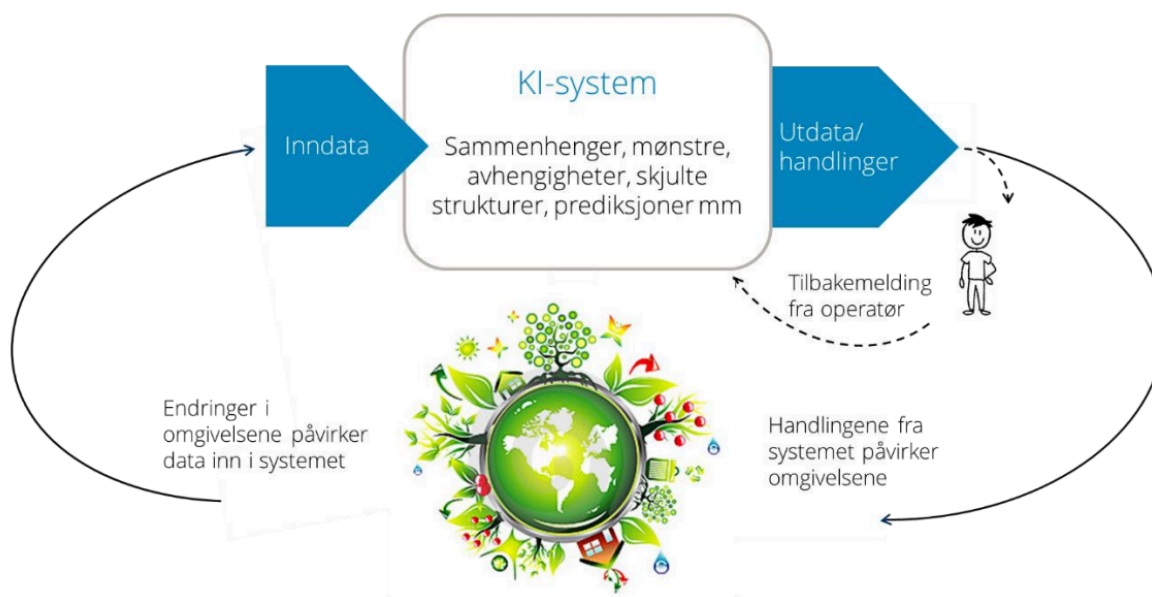 KI-system
Inndata
Sammenhenger, mønstre,
avhengigheter, skjulte
strukturer, prediksjoner mm
Utdata/
handlinger
Tilbakemelding
fra operatør
Endringer i
omgivelsene påvirker
data inn i systemet
Handlingene fra
systemet påvirker
omgivelsene